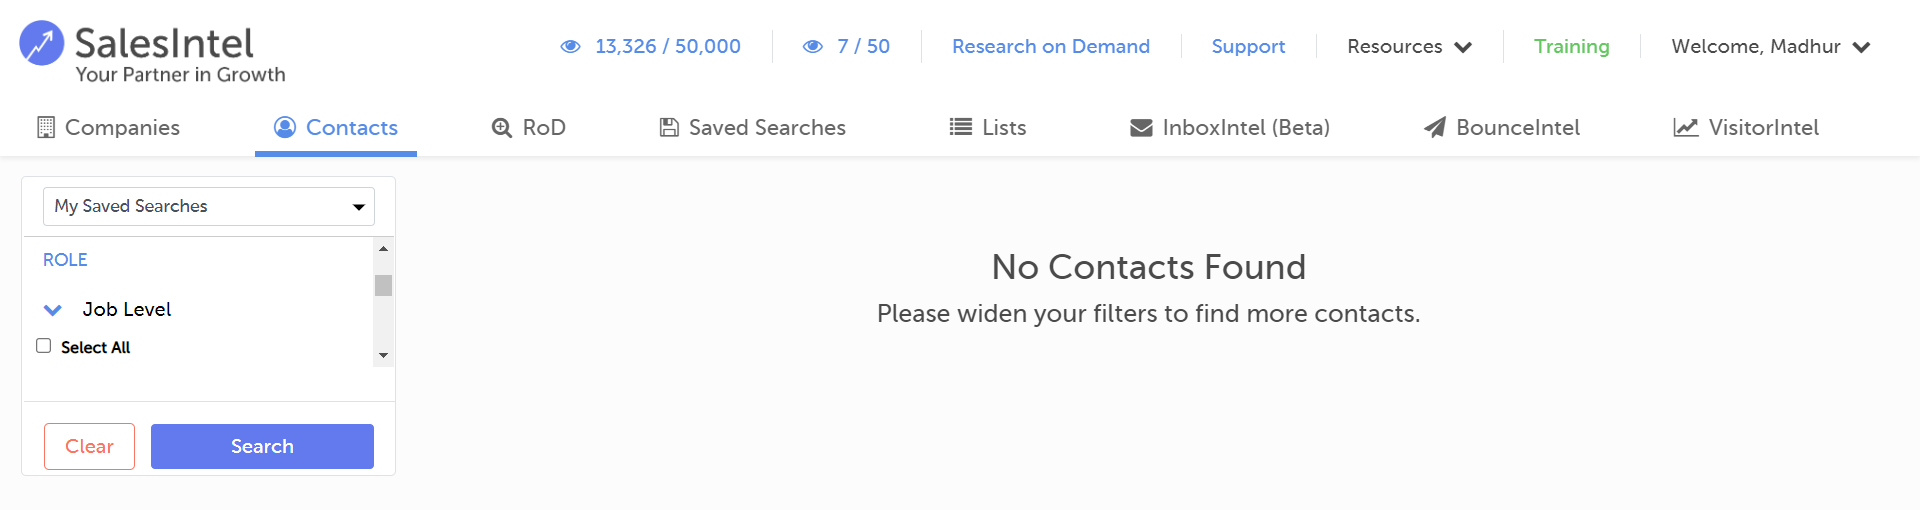 SalesIntel
Your Partner in Growth
13,326 / 50,000
7 / 50
Research on Demand
Support
Resources
Training
Welcome, Madhur
Companies
Contacts
RoD
Saved Searches
Lists
InboxIntel (Beta)
BounceIntel
VisitorIntel
My Saved Searches
ROLE
Job Level
Select All
Clear
Search
No Contacts Found
Please widen your filters to find more contacts.